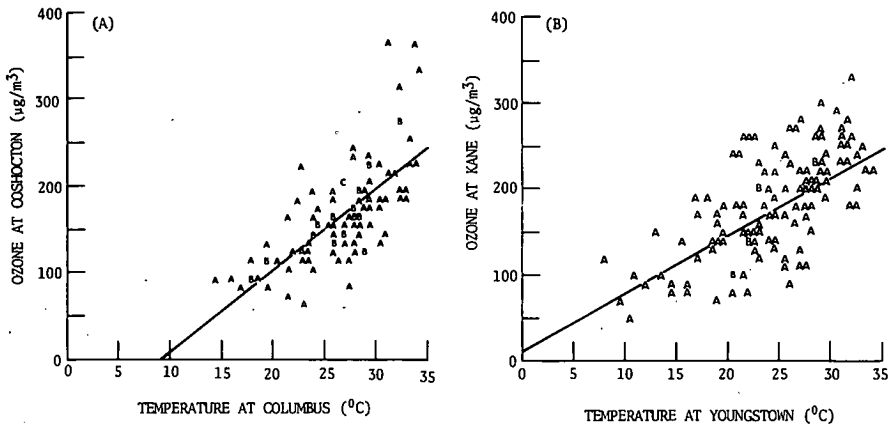 (A)
400
300
200
100
0
OZONE AT COSHOCTON (µg/m³)
0 5 10 15 20 25 30 35
TEMPERATURE AT COLUMBUS (⁰C)
(B)
400
300
200
100
0
OZONE AT KANE (µg/m³)
0 5 10 15 20 25 30 35
TEMPERATURE AT YOUNGSTOWN (⁰C)